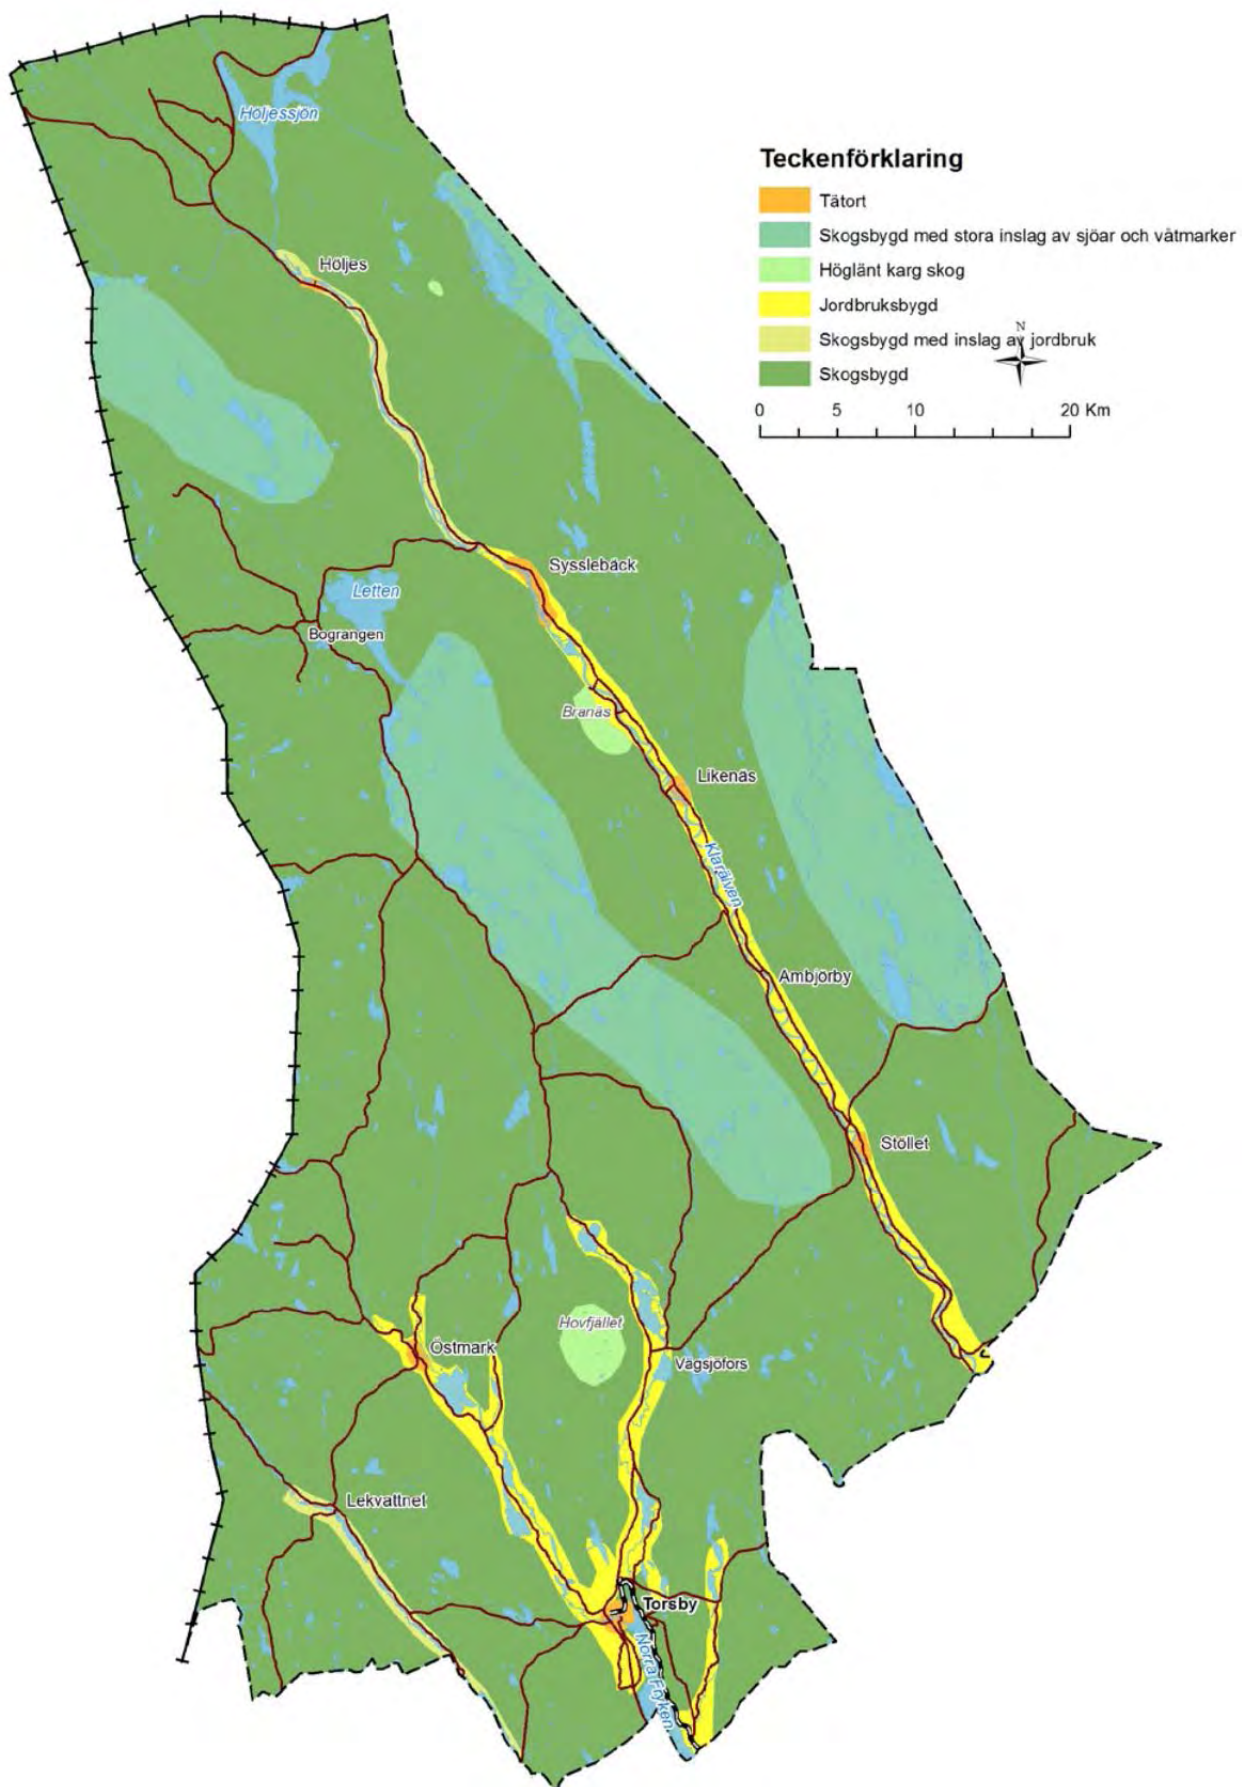 Höljessjön
Teckenförklaring
Tätort
Skogsbygd med stora inslag av sjöar och våtmarker
Höglänt karg skog
Jordbruksbygd
Skogsbygd med inslag av jordbruk
Skogsbygd
N
0 5 10 20 Km
Höljes
Sysslebäck
Letten
Bograngen
Branäs
Likenäs
Klarälven
Ambjörby
Stöllet
Hovfjället
Östmark
Vägsjöfors
Lekvattnet
Torsby
Norra Fryken